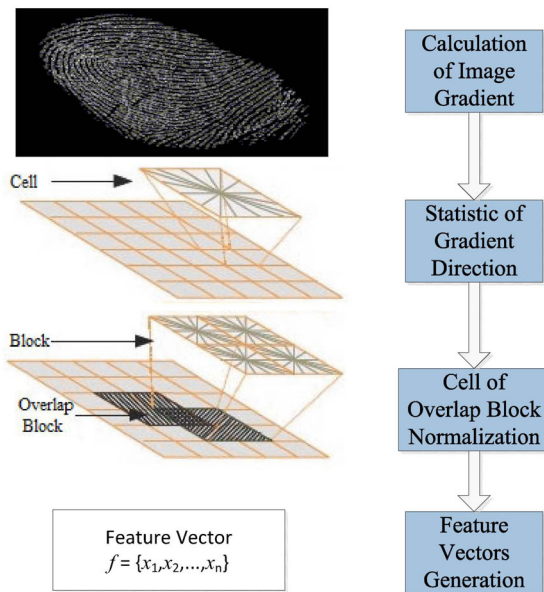 Calculation
of Image
Gradient
Cell
Statistic of
Gradient
Direction
Block
Overlap
Block
Cell of
Overlap Block
Normalization
Feature Vector
f = {x₁,x₂,...,xₙ}
Feature
Vectors
Generation